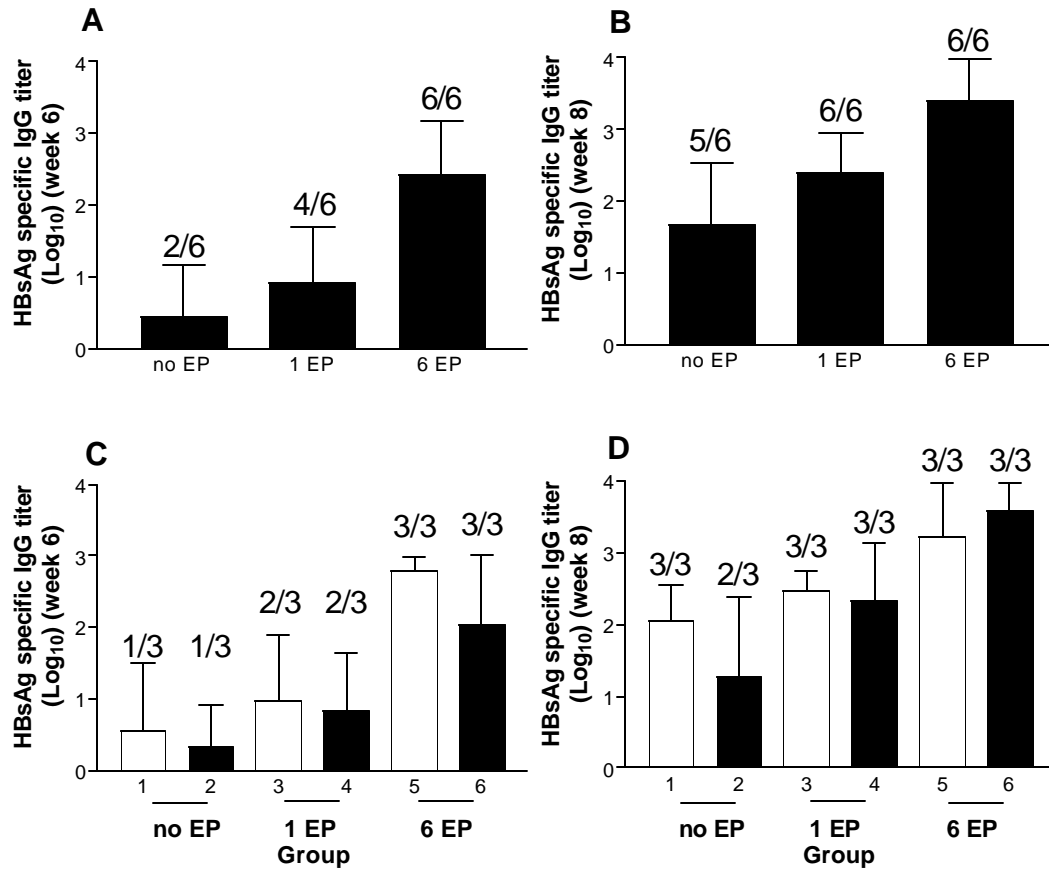 A
HBsAg specific IgG titer
(Log₁₀) (week 6)
4
3
2
1
0
2/6
4/6
6/6
no EP 1 EP 6 EP
B
HBsAg specific IgG titer
(Log₁₀) (week 8)
4
3
2
1
0
5/6
6/6
6/6
no EP 1 EP 6 EP
C
HBsAg specific IgG titer
(Log₁₀) (week 6)
4
3
2
1
0
1/3 1/3 2/3 2/3 3/3 3/3
1 2 3 4 5 6
no EP 1 EP 6 EP
Group
D
HBsAg specific IgG titer
(Log₁₀) (week 8)
4
3
2
1
0
3/3 2/3 3/3 3/3 3/3 3/3
1 2 3 4 5 6
no EP 1 EP 6 EP
Group